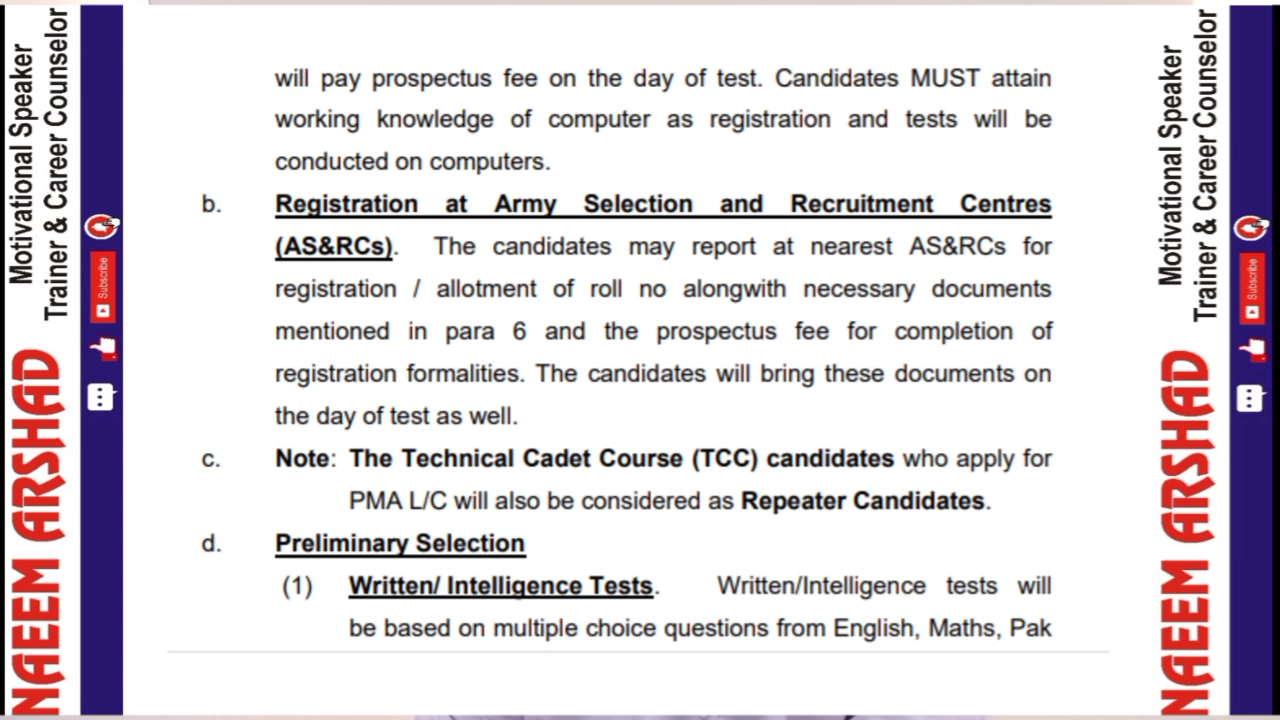 Motivational Speaker
Trainer & Career Counselor
NAEEM ARSHAD
Subscribe
will pay prospectus fee on the day of test. Candidates MUST attain
working knowledge of computer as registration and tests will be
conducted on computers.
b. Registration at Army Selection and Recruitment Centres
(AS&RCs). The candidates may report at nearest AS&RCs for
registration / allotment of roll no alongwith necessary documents
mentioned in para 6 and the prospectus fee for completion of
registration formalities. The candidates will bring these documents on
the day of test as well.
c. Note: The Technical Cadet Course (TCC) candidates who apply for
PMA L/C will also be considered as Repeater Candidates.
d. Preliminary Selection
(1) Written/ Intelligence Tests. Written/Intelligence tests will
be based on multiple choice questions from English, Maths, Pak
Motivational Speaker
Trainer & Career Counselor
NAEEM ARSHAD
Subscribe